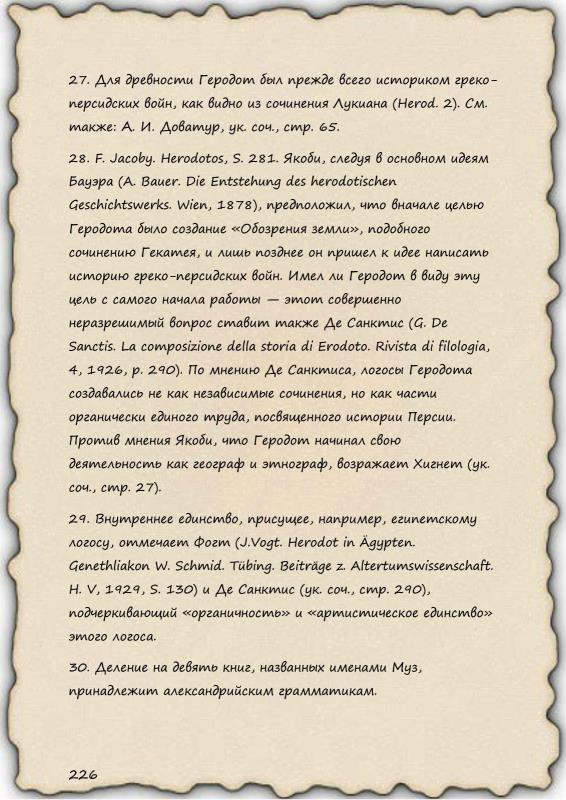 27. Для древности Геродот был прежде всего историком греко-
персидских войн, как видно из сочинения Лукиана (Herod. 2). См.
также: А. И. Доватур, ук. соч., стр. 65.
28. F. Jacoby. Herodotos, S. 281. Якоби, следуя в основном идеям
Бауэра (A. Bauer. Die Entstehung des herodotischen
Geschichtswerks. Wien, 1878), предположил, что вначале целью
Геродота было создание «Обозрения земли», подобного
сочинению Гекатея, и лишь позднее он пришел к идее написать
историю греко-персидских войн. Имел ли Геродот в виду эту
цель с самого начала работы — этот совершенно
неразрешимый вопрос ставит также Де Санктис (G. De
Sanctis. La composizione della storia di Erodoto. Rivista di filologia,
4, 1926, p. 290). По мнению Де Санктиса, логосы Геродота
создавались не как независимые сочинения, но как части
органически единого труда, посвященного истории Персии.
Против мнения Якоби, что Геродот начинал свою
деятельность как географ и этнограф, возражает Хигнет (ук.
соч., стр. 27).
29. Внутреннее единство, присущее, например, египетскому
логосу, отмечает Фогт (J.Vogt. Herodot in Ägypten.
Genethliakon W. Schmid. Tübing. Beiträge z. Altertumswissenschaft.
H. V, 1929, S. 130) и Де Санктис (ук. соч., стр. 290),
подчеркивающий «органичность» и «артистическое единство»
этого логоса.
30. Деление на девять книг, названных именами Муз,
принадлежит александрийским грамматикам.
226